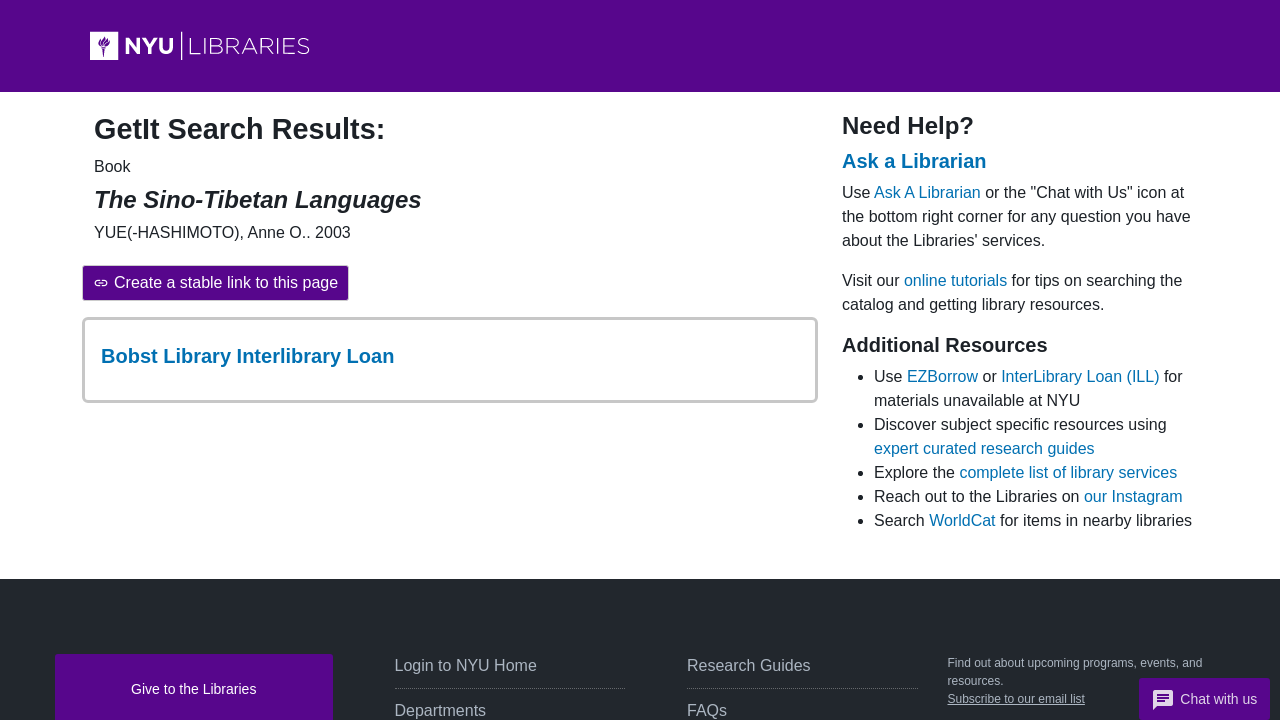 NYU LIBRARIES
GetIt Search Results:
Book
The Sino-Tibetan Languages
YUE(-HASHIMOTO), Anne O.. 2003
Create a stable link to this page
Bobst Library Interlibrary Loan
Need Help?
Ask a Librarian
Use Ask A Librarian or the "Chat with Us" icon at
the bottom right corner for any question you have
about the Libraries' services.
Visit our online tutorials for tips on searching the
catalog and getting library resources.
Additional Resources
Use EZBorrow or InterLibrary Loan (ILL) for
materials unavailable at NYU
Discover subject specific resources using
expert curated research guides
Explore the complete list of library services
Reach out to the Libraries on our Instagram
Search WorldCat for items in nearby libraries
Give to the Libraries
Login to NYU Home
Departments
Research Guides
FAQs
Find out about upcoming programs, events, and
resources.
Subscribe to our email list
Chat with us